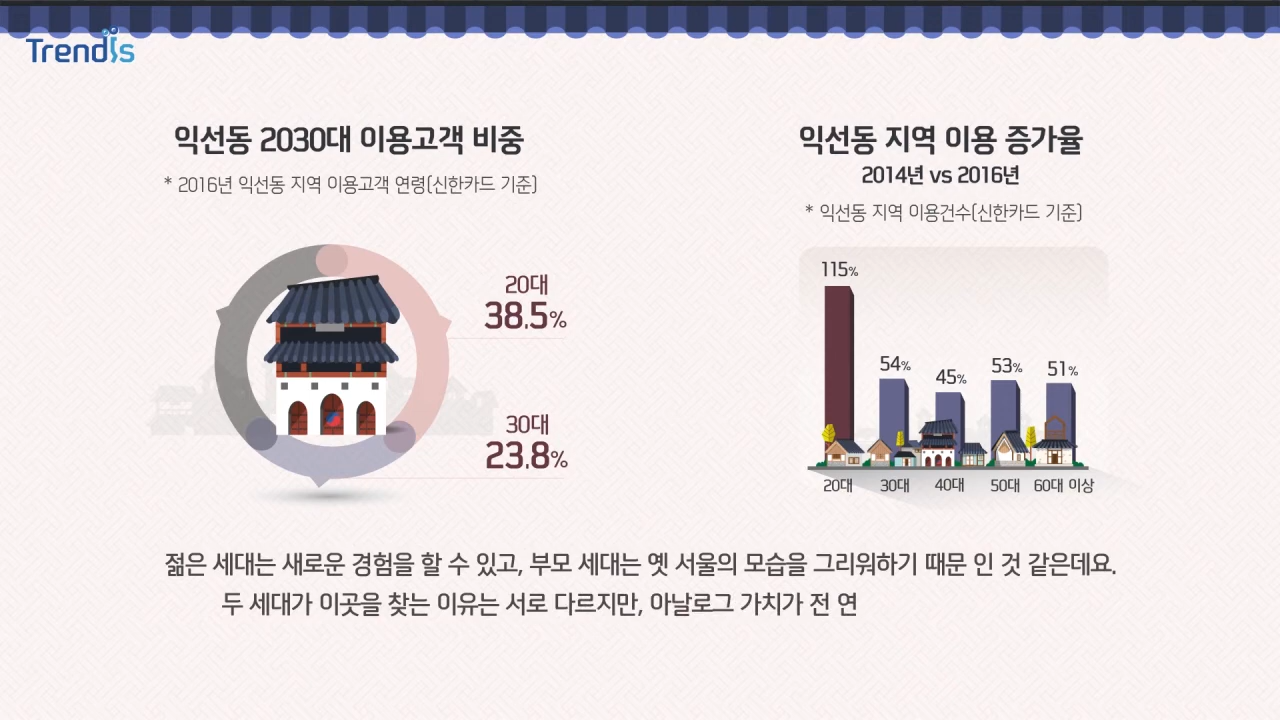 Trendis
익선동 2030대 이용고객 비중
* 2016년 익선동 지역 이용고객 연령(신한카드 기준)
20대
38.5%
30대
23.8%
익선동 지역 이용 증가율
2014년 vs 2016년
* 익선동 지역 이용건수(신한카드 기준)
115%
54%
45%
53%
51%
20대
30대
40대
50대
60대 이상
젊은 세대는 새로운 경험을 할 수 있고, 부모 세대는 옛 서울의 모습을 그리워하기 때문 인 것 같은데요.
두 세대가 이곳을 찾는 이유는 서로 다르지만, 아날로그 가치가 전 연